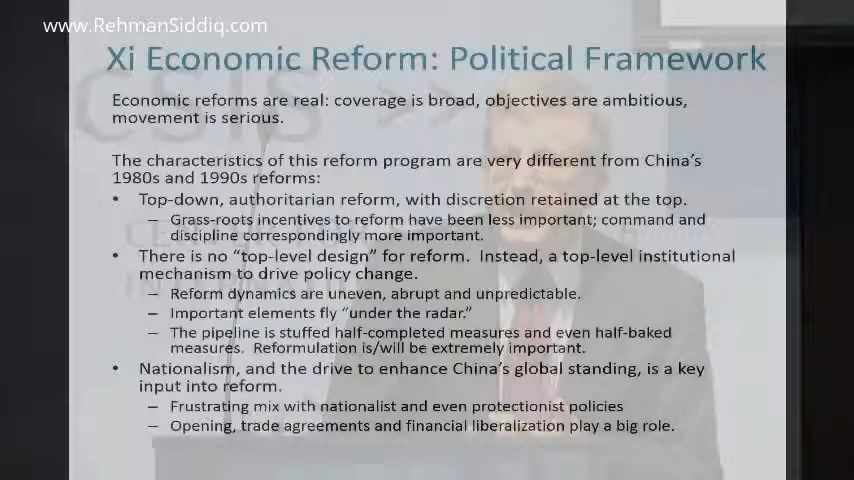 www.RehmanSiddiq.com
Xi Economic Reform: Political Framework
Economic reforms are real: coverage is broad, objectives are ambitious,
movement is serious.
The characteristics of this reform program are very different from China's
1980s and 1990s reforms:
• Top-down, authoritarian reform, with discretion retained at the top.
– Grass-roots incentives to reform have been less important; command and
discipline correspondingly more important.
• There is no “top-level design” for reform. Instead, a top-level institutional
mechanism to drive policy change.
– Reform dynamics are uneven, abrupt and unpredictable.
– Important elements fly “under the radar.”
– The pipeline is stuffed half-completed measures and even half-baked
measures. Reformulation is/will be extremely important.
• Nationalism, and the drive to enhance China's global standing, is a key
input into reform.
– Frustrating mix with nationalist and even protectionist policies
– Opening, trade agreements and financial liberalization play a big role.
CSIS